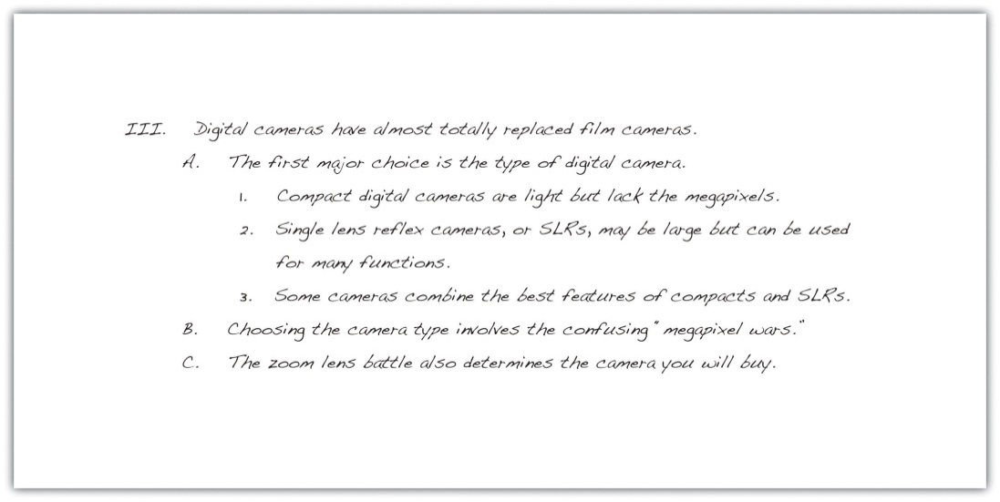 III. Digital cameras have almost totally replaced film cameras.
A. The first major choice is the type of digital camera.
1. Compact digital cameras are light but lack the megapixels.
2. Single lens reflex cameras, or SLRs, may be large but can be used
for many functions.
3. Some cameras combine the best features of compacts and SLRs.
B. Choosing the camera type involves the confusing "megapixel wars."
C. The zoom lens battle also determines the camera you will buy.